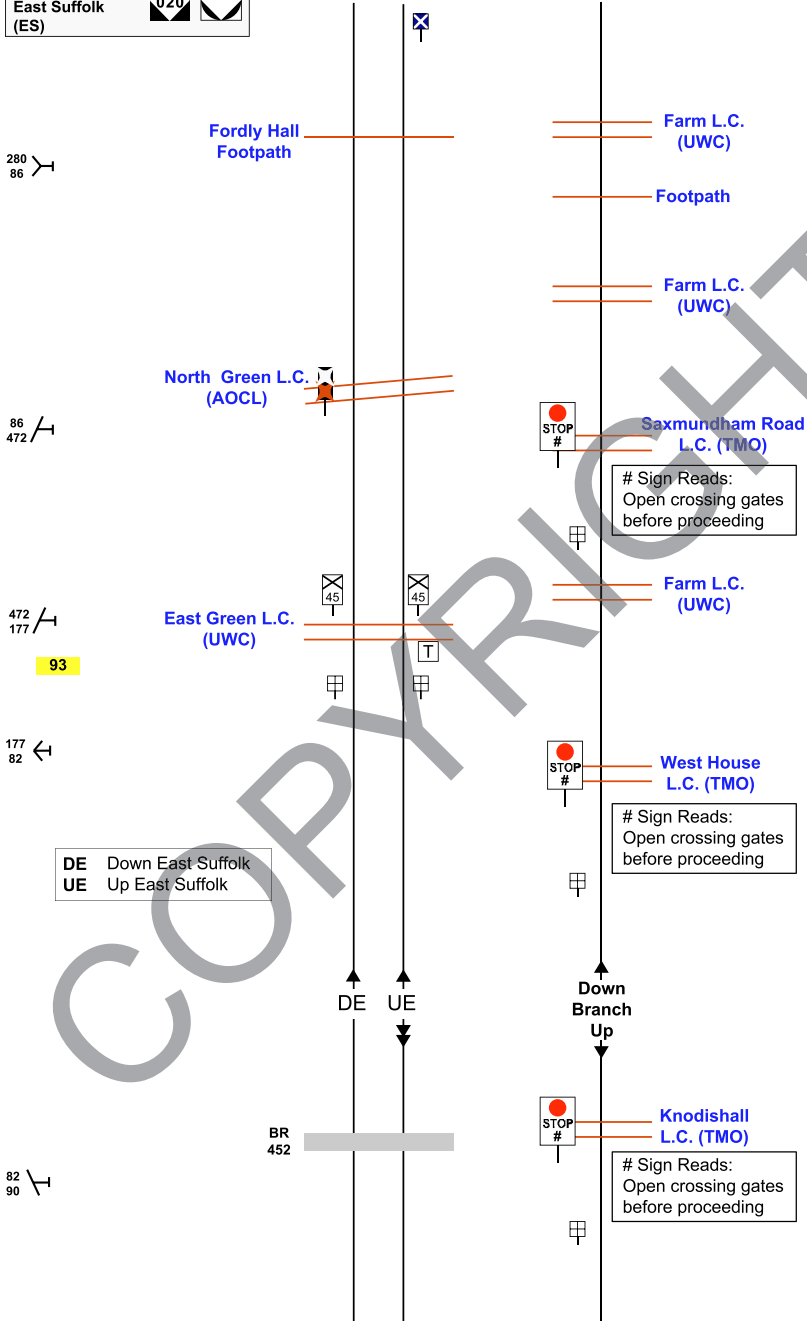 East Suffolk
(ES)
020
Fordly Hall
Footpath
Farm L.C.
(UWC)
280
86
Footpath
Farm L.C.
(UWC)
North Green L.C.
(AOCL)
86
472
STOP
#
Saxmundham Road
L.C. (TMO)
# Sign Reads:
Open crossing gates
before proceeding
45
45
Farm L.C.
(UWC)
472
177
East Green L.C.
(UWC)
T
93
177
82
STOP
#
West House
L.C. (TMO)
# Sign Reads:
Open crossing gates
before proceeding
DE Down East Suffolk
UE Up East Suffolk
DE UE
Down
Branch
Up
BR
452
STOP
#
Knodishall
L.C. (TMO)
# Sign Reads:
Open crossing gates
before proceeding
82
90
COPYRIGHT